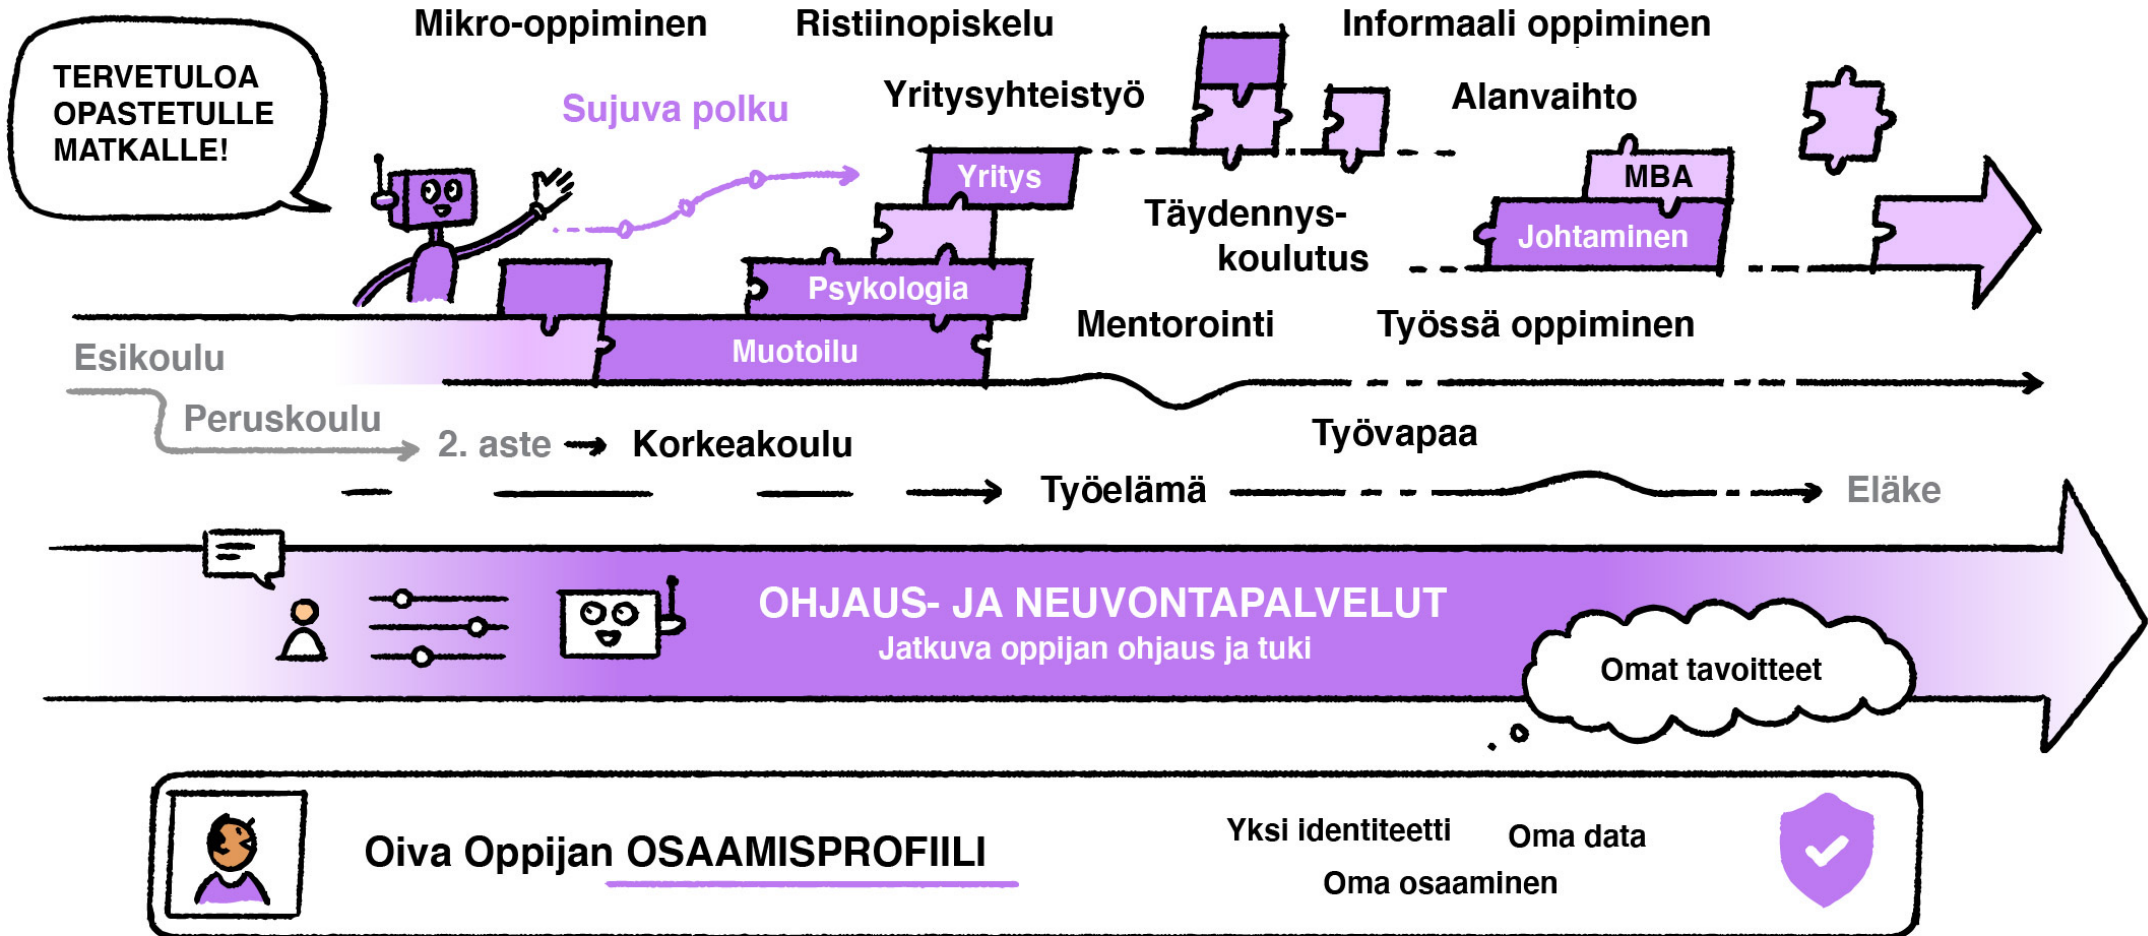 TERVETULOA
OPASTETULLE
MATKALLE!
Mikro-oppiminen
Ristiinopiskelu
Informaali oppiminen
Sujuva polku
Yritysyhteistyö
Alanvaihto
Yritys
MBA
Täydennys-
koulutus
Johtaminen
Psykologia
Mentorointi
Työssä oppiminen
Muotoilu
Esikoulu
Peruskoulu
2. aste
Korkeakoulu
Työvapaa
Työelämä
Eläke
OHJAUS- JA NEUVONTAPALVELUT
Jatkuva oppijan ohjaus ja tuki
Omat tavoitteet
Oiva Oppijan OSAAMISPROFIILI
Yksi identiteetti
Oma data
Oma osaaminen